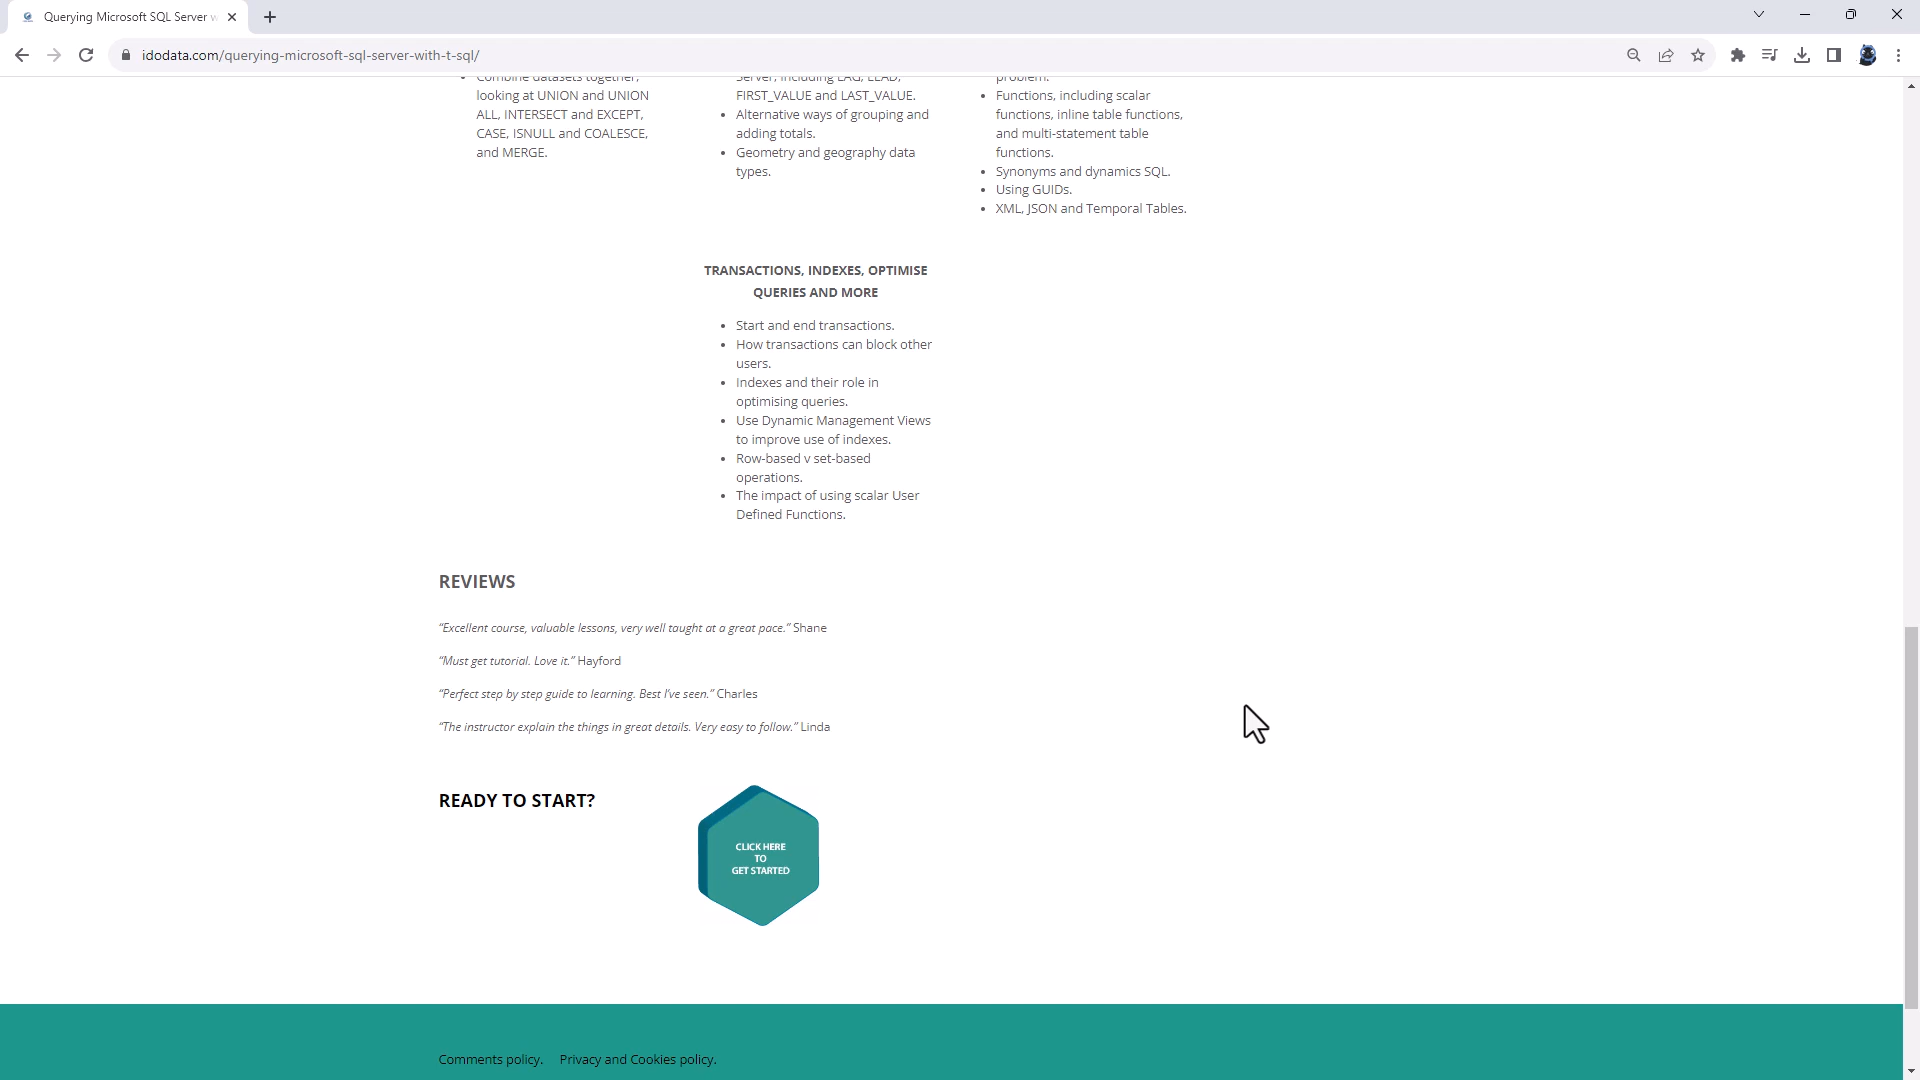 Querying Microsoft SQL Server w
idodata.com/querying-microsoft-sql-server-with-t-sql/
Combine datasets together,
looking at UNION and UNION
ALL, INTERSECT and EXCEPT,
CASE, ISNULL and COALESCE,
and MERGE.
Server, including LAG, LEAD,
FIRST_VALUE and LAST_VALUE.
Alternative ways of grouping and
adding totals.
Geometry and geography data
types.
problem.
Functions, including scalar
functions, inline table functions,
and multi-statement table
functions.
Synonyms and dynamics SQL.
Using GUIDs.
XML, JSON and Temporal Tables.
TRANSACTIONS, INDEXES, OPTIMISE
QUERIES AND MORE
Start and end transactions.
How transactions can block other
users.
Indexes and their role in
optimising queries.
Use Dynamic Management Views
to improve use of indexes.
Row-based v set-based
operations.
The impact of using scalar User
Defined Functions.
REVIEWS
“Excellent course, valuable lessons, very well taught at a great pace.” Shane
“Must get tutorial. Love it.” Hayford
“Perfect step by step guide to learning. Best I’ve seen.” Charles
“The instructor explain the things in great details. Very easy to follow.” Linda
READY TO START?
CLICK HERE
TO
GET STARTED
Comments policy. Privacy and Cookies policy.